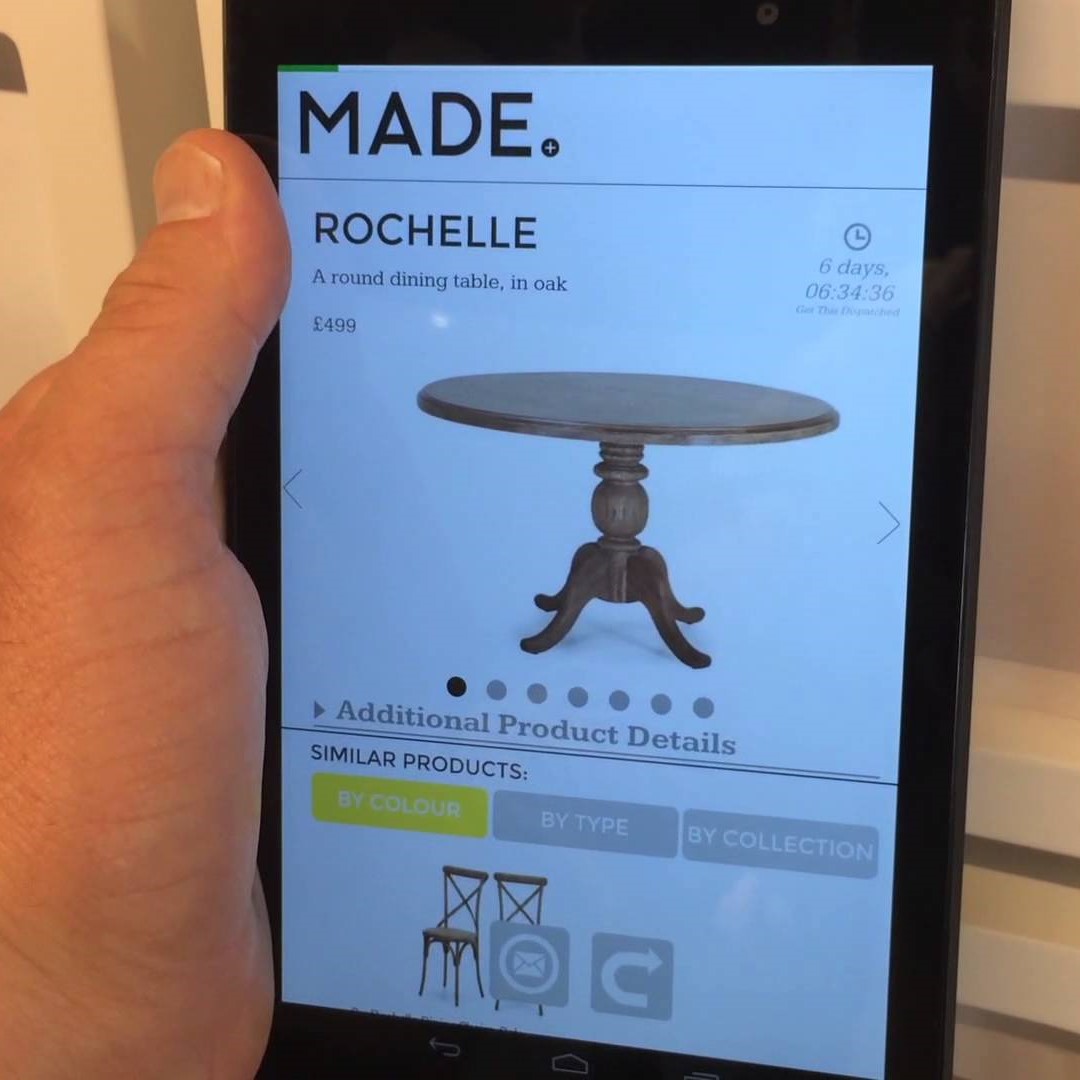 MADE.
ROCHELLE
A round dining table, in oak
£499
6 days,
06:34:36
Get This Dispatched
Additional Product Details
SIMILAR PRODUCTS:
BY COLOUR
BY TYPE
BY COLLECTION